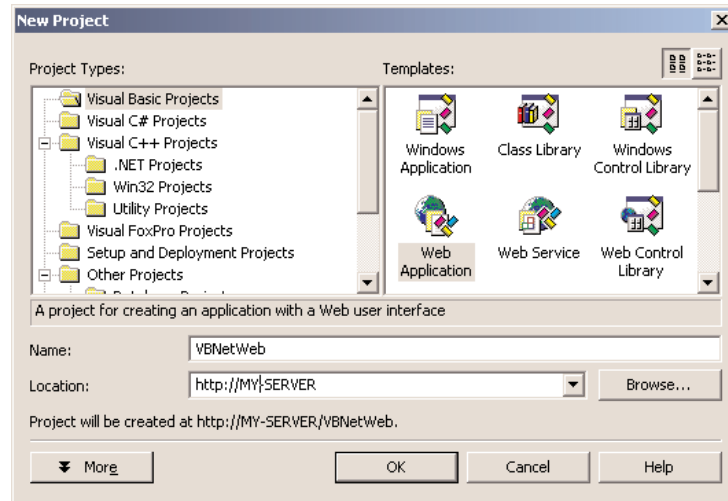 New Project
Project Types:
Templates:
Visual Basic Projects
Visual C# Projects
Visual C++ Projects
.NET Projects
Win32 Projects
Utility Projects
Visual FoxPro Projects
Setup and Deployment Projects
Other Projects
Windows Application
Class Library
Windows Control Library
Web Application
Web Service
Web Control Library
A project for creating an application with a Web user interface
Name:
VBNetWeb
Location:
http://MY-SERVER
Browse...
Project will be created at http://MY-SERVER/VBNetWeb.
More
OK
Cancel
Help